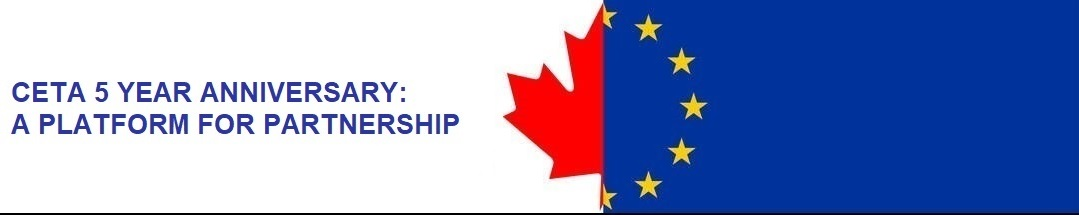 CETA 5 YEAR ANNIVERSARY:
A PLATFORM FOR PARTNERSHIP